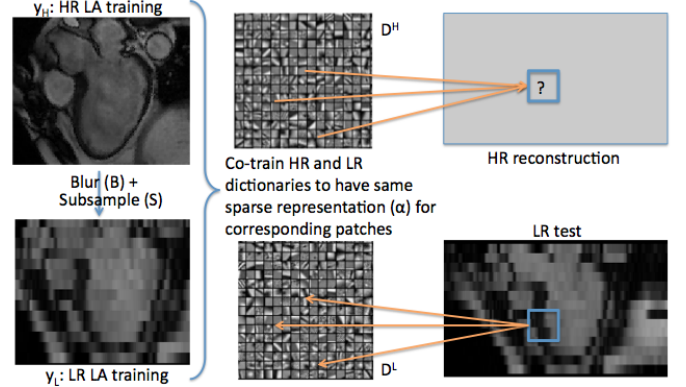 y_H: HR LA training
Blur (B) +
Subsample (S)
y_L: LR LA training
D^H
Co-train HR and LR
dictionaries to have same
sparse representation (α) for
corresponding patches
D^L
?
HR reconstruction
LR test